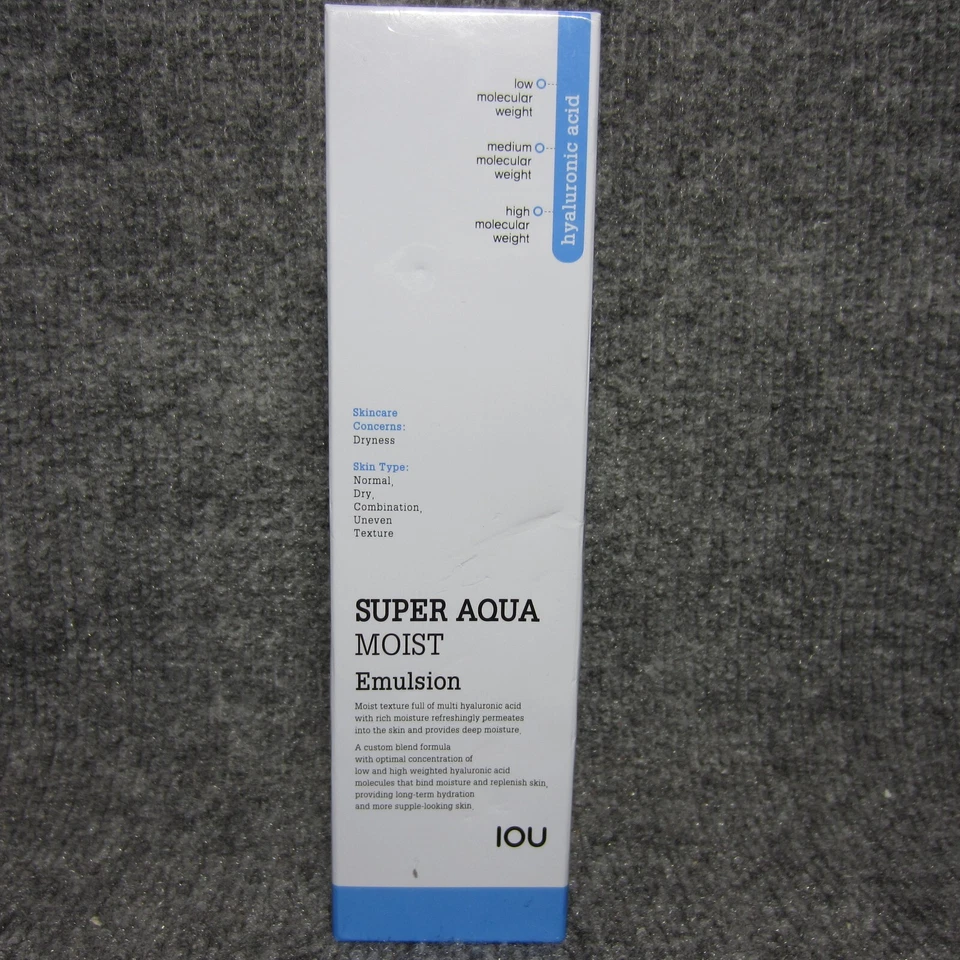 low
molecular
weight
medium
molecular
weight
high
molecular
weight
hyaluronic acid
Skincare
Concerns:
Dryness
Skin Type:
Normal,
Dry,
Combination,
Uneven
Texture
SUPER AQUA
MOIST
Emulsion
Moist texture full of multi hyaluronic acid
with rich moisture refreshingly permeates
into the skin and provides deep moisture.
A custom blend formula
with optimal concentration of
low and high weighted hyaluronic acid
molecules that bind moisture and replenish skin,
providing long-term hydration
and more supple-looking skin.
IOU